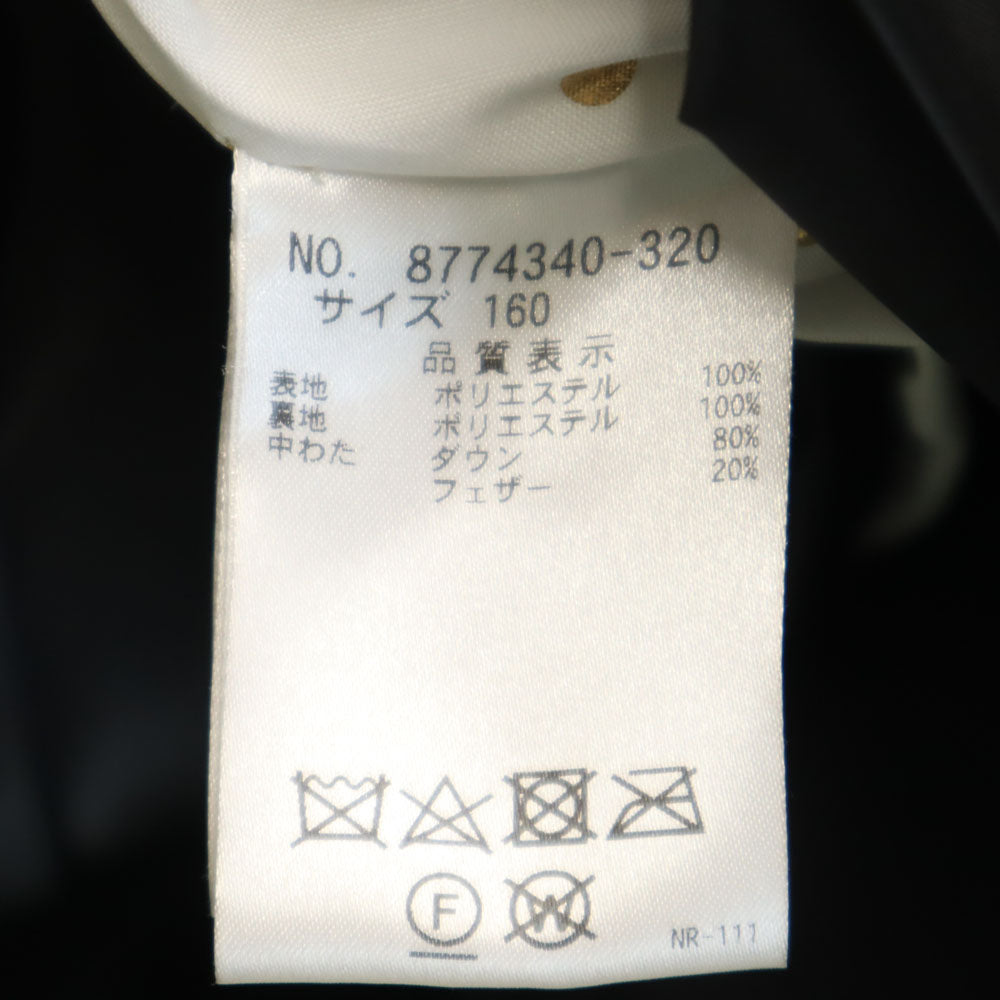 NO. 8774340-320
サイズ 160
品質表示
表地 ポリエステル 100%
裏地 ポリエステル 100%
中わた ダウン 80%
フェザー 20%
F W
NR-111